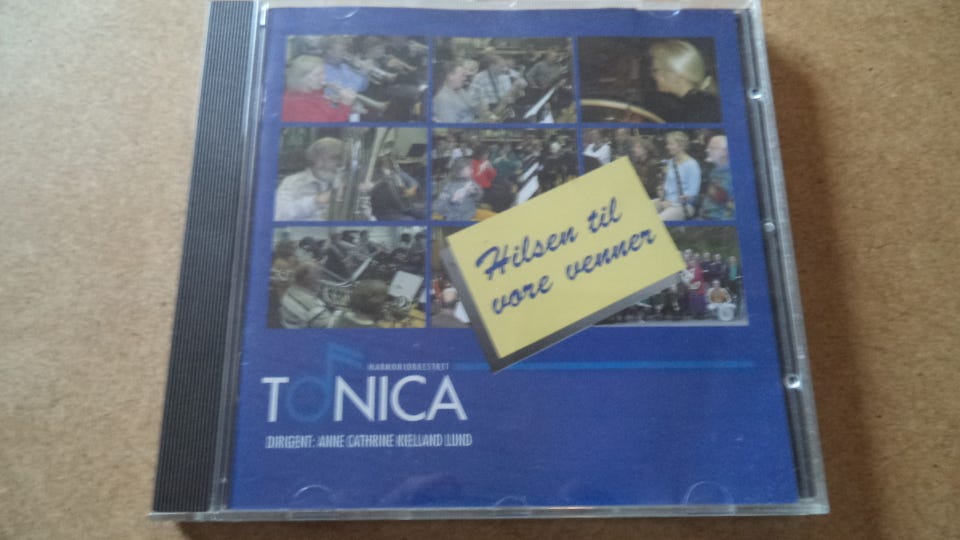 Hilsen til
vore venner
HARMONIORKESTRET
TONICA
DIRIGENT: ANNE CATHRINE KIELLAND LUND